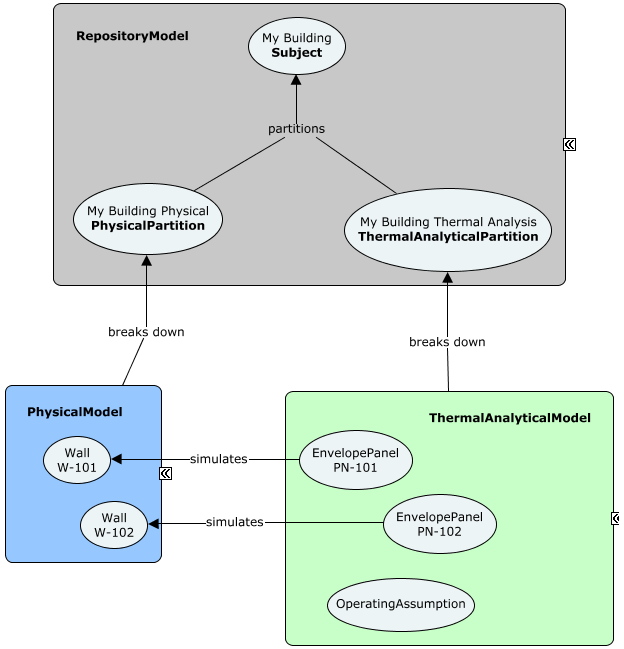 RepositoryModel
My Building
Subject
partitions
My Building Physical
PhysicalPartition
My Building Thermal Analysis
ThermalAnalyticalPartition
breaks down
breaks down
PhysicalModel
ThermalAnalyticalModel
Wall
W-101
simulates
EnvelopePanel
PN-101
Wall
W-102
simulates
EnvelopePanel
PN-102
OperatingAssumption